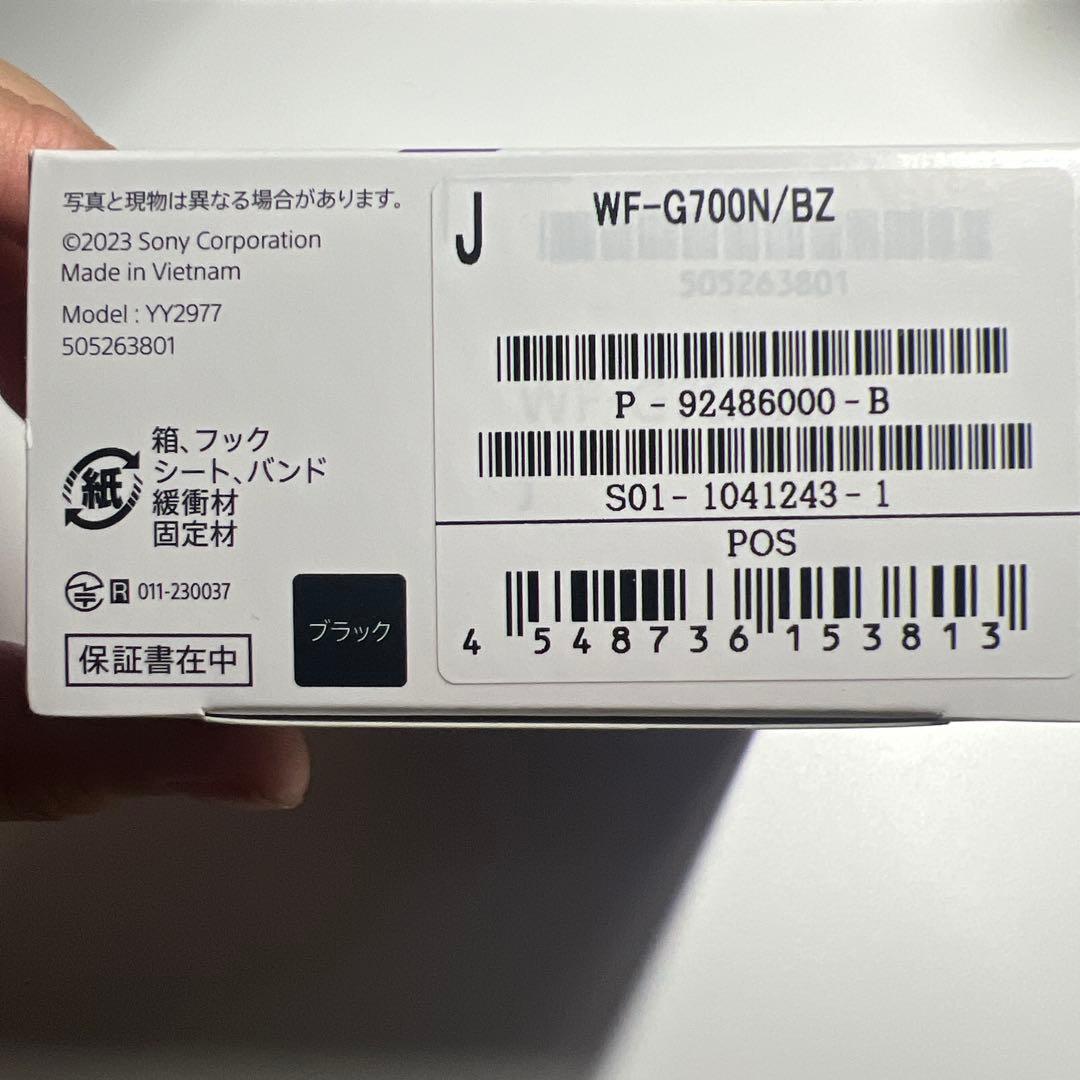 写真と現物は異なる場合があります。
©2023 Sony Corporation
Made in Vietnam
Model : YY2977
505263801
紙
箱、フック
シート、バンド
緩衝材
固定材
R 011-230037
保証書在中
ブラック
J
WF-G700N/BZ
505263801
P - 92486000 - B
S01 - 1041243 - 1
POS
4 548736 153813